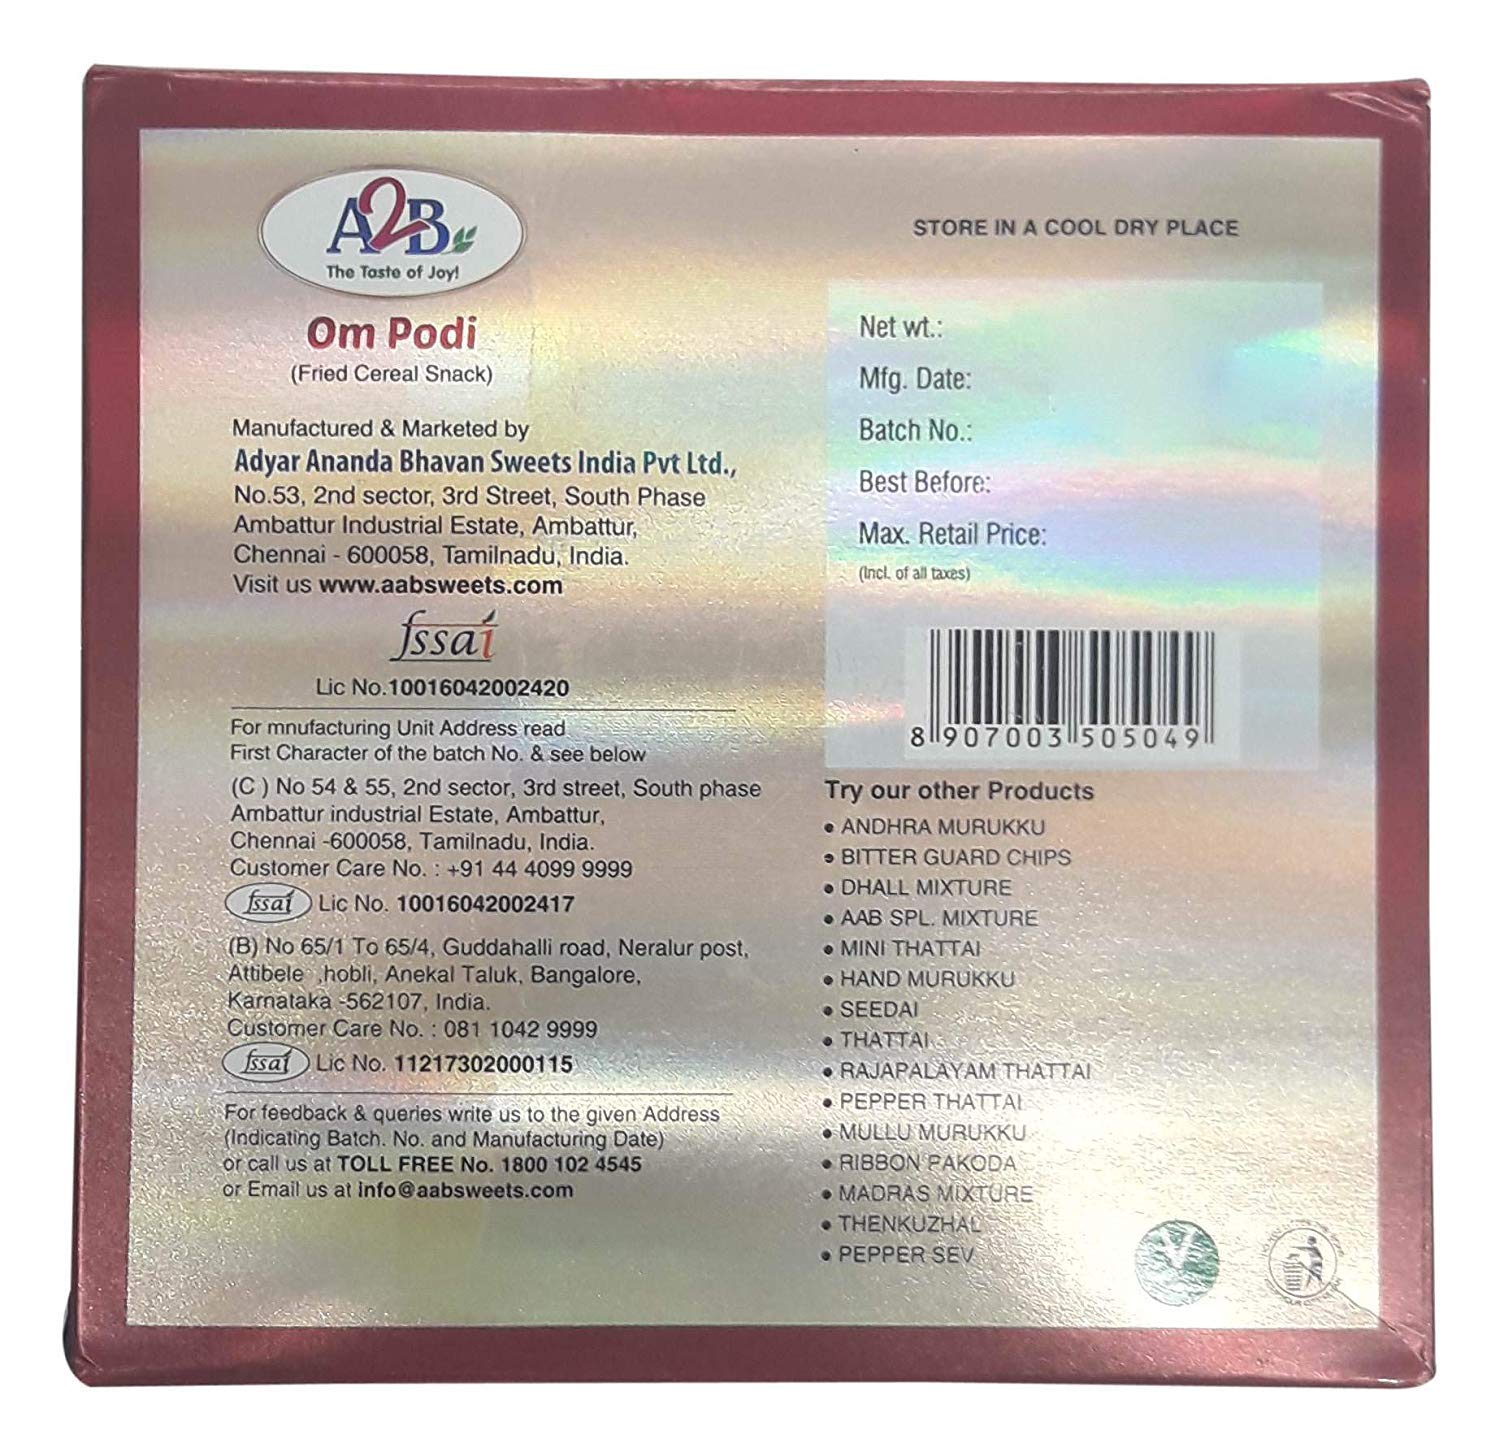 A2B
The Taste of Joy!
Om Podi
(Fried Cereal Snack)
Manufactured & Marketed by
Adyar Ananda Bhavan Sweets India Pvt Ltd.,
No.53, 2nd sector, 3rd Street, South Phase
Ambattur Industrial Estate, Ambattur,
Chennai - 600058, Tamilnadu, India.
Visit us www.aabsweets.com
fssai
Lic No.10016042002420
For mnufacturing Unit Address read
First Character of the batch No. & see below
(C ) No 54 & 55, 2nd sector, 3rd street, South phase
Ambattur industrial Estate, Ambattur,
Chennai -600058, Tamilnadu, India.
Customer Care No. : +91 44 4099 9999
fssai Lic No. 10016042002417
(B) No 65/1 To 65/4, Guddahalli road, Neralur post,
Attibele ,hobli, Anekal Taluk, Bangalore,
Karnataka -562107, India.
Customer Care No. : 081 1042 9999
fssai Lic No. 11217302000115
For feedback & queries write us to the given Address
(Indicating Batch. No. and Manufacturing Date)
or call us at TOLL FREE No. 1800 102 4545
or Email us at info@aabsweets.com
STORE IN A COOL DRY PLACE
Net wt.:
Mfg. Date:
Batch No.:
Best Before:
Max. Retail Price:
(Incl. of all taxes)
8 907003 505049
Try our other Products
• ANDHRA MURUKKU
• BITTER GUARD CHIPS
• DHALL MIXTURE
• AAB SPL. MIXTURE
• MINI THATTAI
• HAND MURUKKU
• SEEDAI
• THATTAI
• RAJAPALAYAM THATTAI
• PEPPER THATTAI
• MULLU MURUKKU
• RIBBON PAKODA
• MADRAS MIXTURE
• THENKUZHAL
• PEPPER SEV